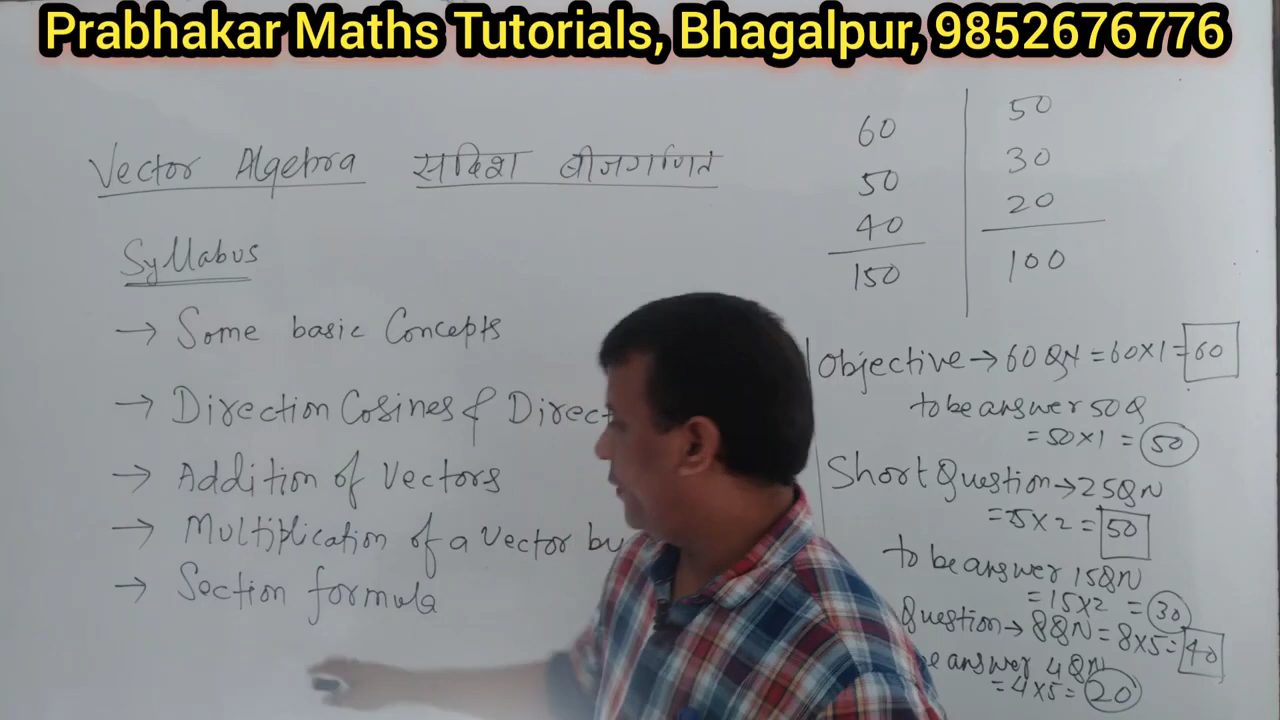 Prabhakar Maths Tutorials, Bhagalpur, 9852676776
Vector Algebra सदिश बीजगणित
Syllabus
→ Some basic Concepts
→ Direction Cosines & Direct
→ Addition of Vectors
→ Multiplication of a Vector by
→ Section formula
60
50
40
150
50
30
20
100
Objective → 60 QN = 60×1 = 60
to be answer 50 Q
= 50×1 = 50
Short Question → 25 QN
= 25×2 = 50
to be answer 15 QN
= 15×2 = 30
Question → 8 QN = 8×5 = 40
be answer 4 QN
= 4×5 = 20